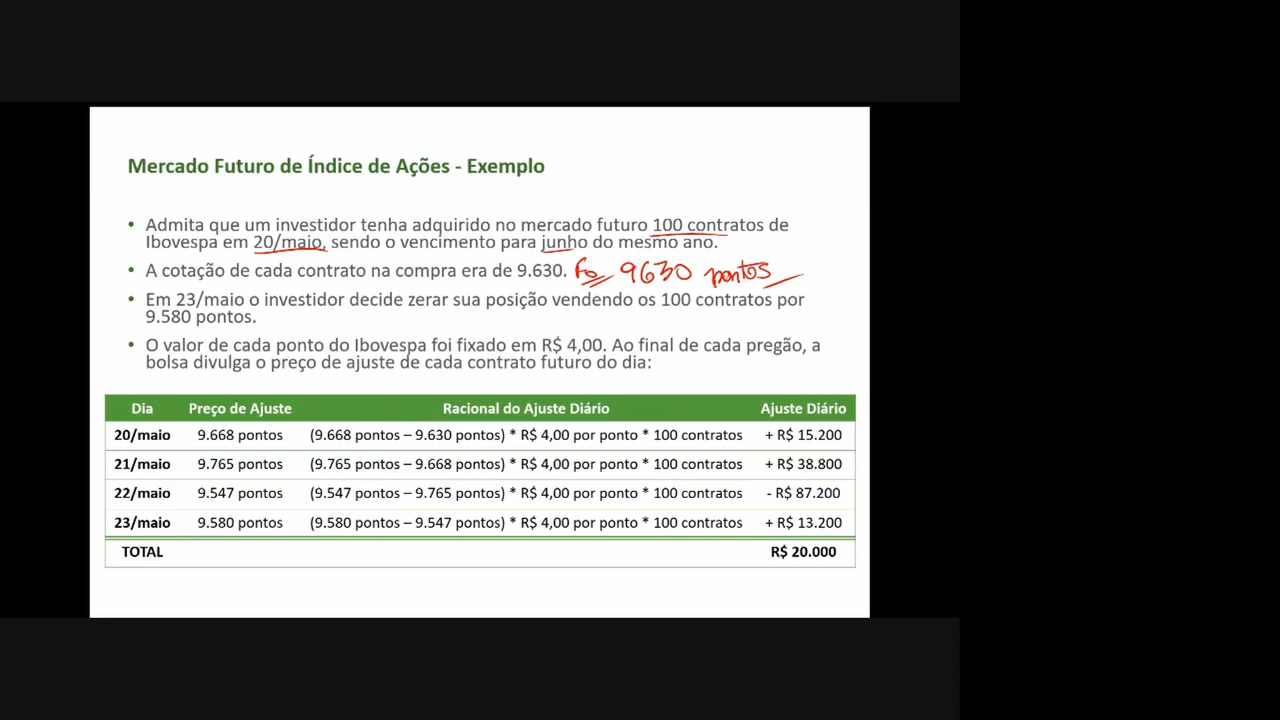 Mercado Futuro de Índice de Ações - Exemplo
• Admita que um investidor tenha adquirido no mercado futuro 100 contratos de
Ibovespa em 20/maio, sendo o vencimento para junho do mesmo ano.
• A cotação de cada contrato na compra era de 9.630. Fo 9630 pontos
• Em 23/maio o investidor decide zerar sua posição vendendo os 100 contratos por
9.580 pontos.
• O valor de cada ponto do Ibovespa foi fixado em R$ 4,00. Ao final de cada pregão, a
bolsa divulga o preço de ajuste de cada contrato futuro do dia:
Dia Preço de Ajuste Racional do Ajuste Diário Ajuste Diário
20/maio 9.668 pontos (9.668 pontos – 9.630 pontos) * R$ 4,00 por ponto * 100 contratos + R$ 15.200
21/maio 9.765 pontos (9.765 pontos – 9.668 pontos) * R$ 4,00 por ponto * 100 contratos + R$ 38.800
22/maio 9.547 pontos (9.547 pontos – 9.765 pontos) * R$ 4,00 por ponto * 100 contratos - R$ 87.200
23/maio 9.580 pontos (9.580 pontos – 9.547 pontos) * R$ 4,00 por ponto * 100 contratos + R$ 13.200
TOTAL R$ 20.000